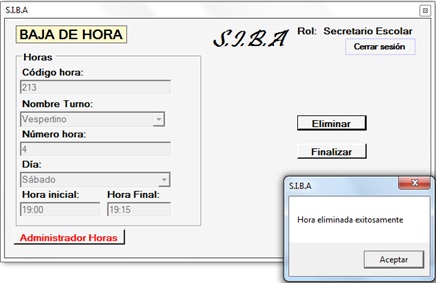 S.I.B.A
BAJA DE HORA
S.I.B.A
Rol: Secretario Escolar
Cerrar sesión
Horas
Código hora:
213
Nombre Turno:
Vespertino
Número hora:
4
Día:
Sábado
Hora inicial: Hora Final:
19:00 19:15
Administrador Horas
Eliminar
Finalizar
S.I.B.A
Hora eliminada exitosamente
Aceptar